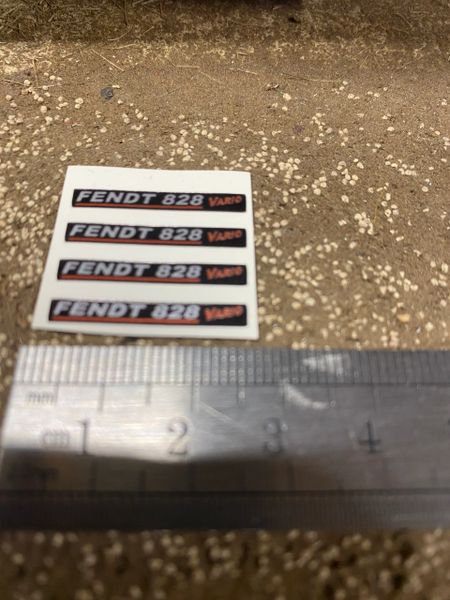 FENDT 828 VARIO
FENDT 828 VARIO
FENDT 828 VARIO
FENDT 828 VARIO
mm
cm 1 2 3 4